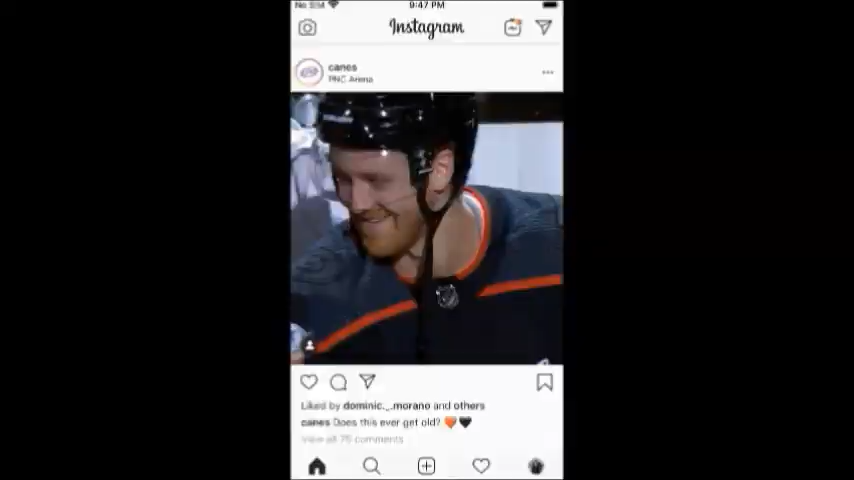 No SIM
9:47 PM
Instagram
canes
PNC Arena
Liked by dominic._.morano and others
canes Does this ever get old? 🧡🖤
View all 75 comments